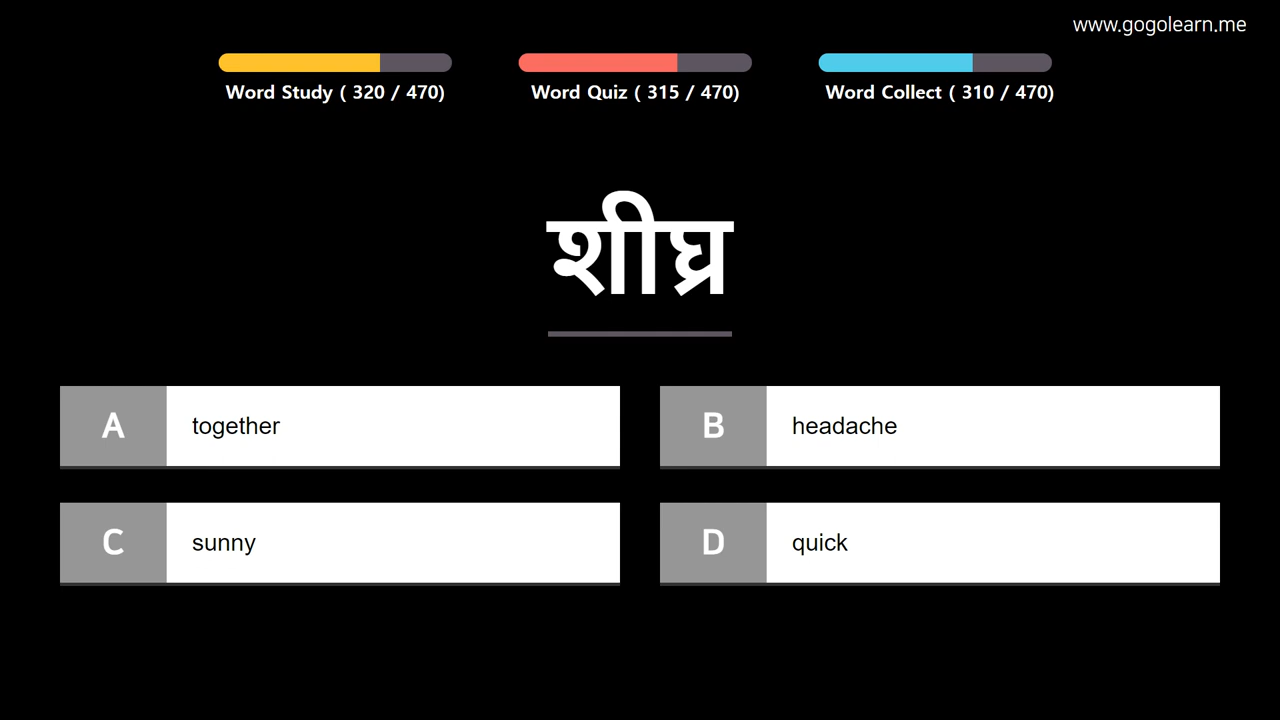 www.gogolearn.me
Word Study ( 320 / 470)
Word Quiz ( 315 / 470)
Word Collect ( 310 / 470)
शीघ्र
A together
B headache
C sunny
D quick